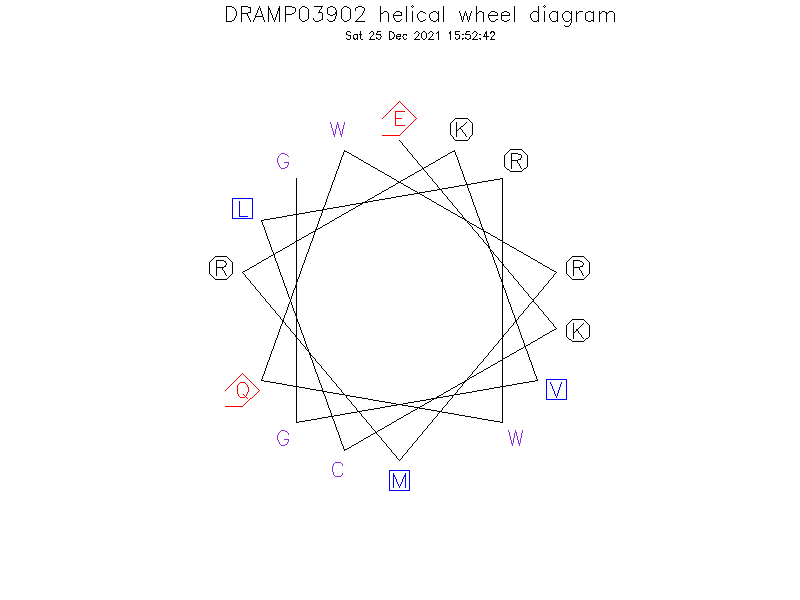 DRAMP03902 helical wheel diagram
Sat 25 Dec 2021 15:52:42
E
W
K
G
R
L
R
R
K
Q
V
G
W
C
M